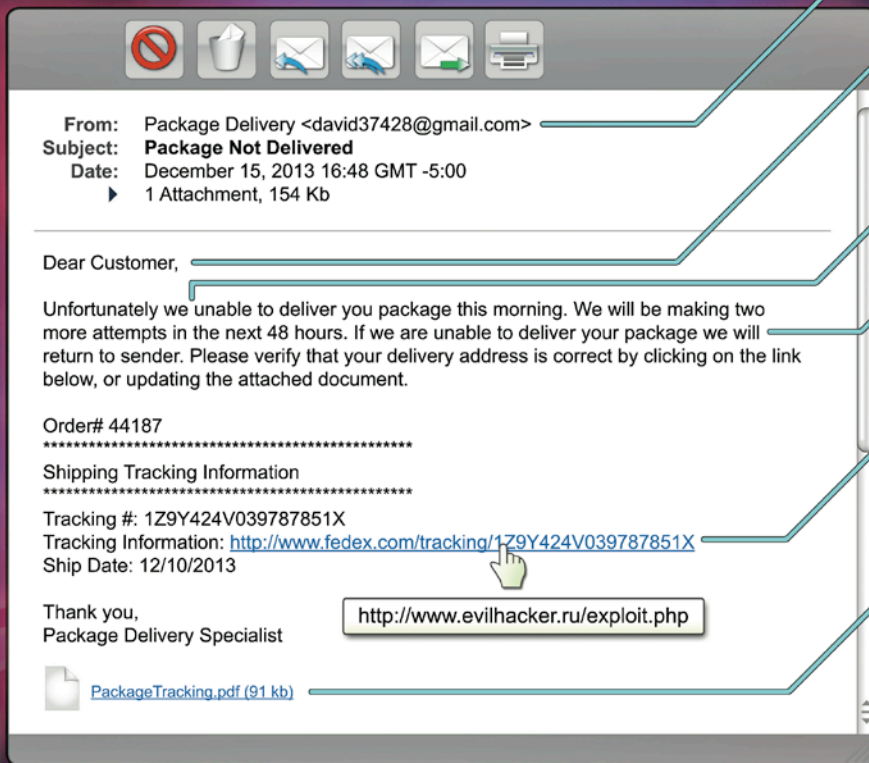 From: Package Delivery <david37428@gmail.com>
Subject: Package Not Delivered
Date: December 15, 2013 16:48 GMT -5:00
1 Attachment, 154 Kb
Dear Customer,
Unfortunately we unable to deliver you package this morning. We will be making two
more attempts in the next 48 hours. If we are unable to deliver your package we will
return to sender. Please verify that your delivery address is correct by clicking on the link
below, or updating the attached document.
Order# 44187
**************************************************
Shipping Tracking Information
**************************************************
Tracking #: 1Z9Y424V039787851X
Tracking Information: http://www.fedex.com/tracking/1Z9Y424V039787851X
Ship Date: 12/10/2013
Thank you,
Package Delivery Specialist
http://www.evilhacker.ru/exploit.php
PackageTracking.pdf (91 kb)